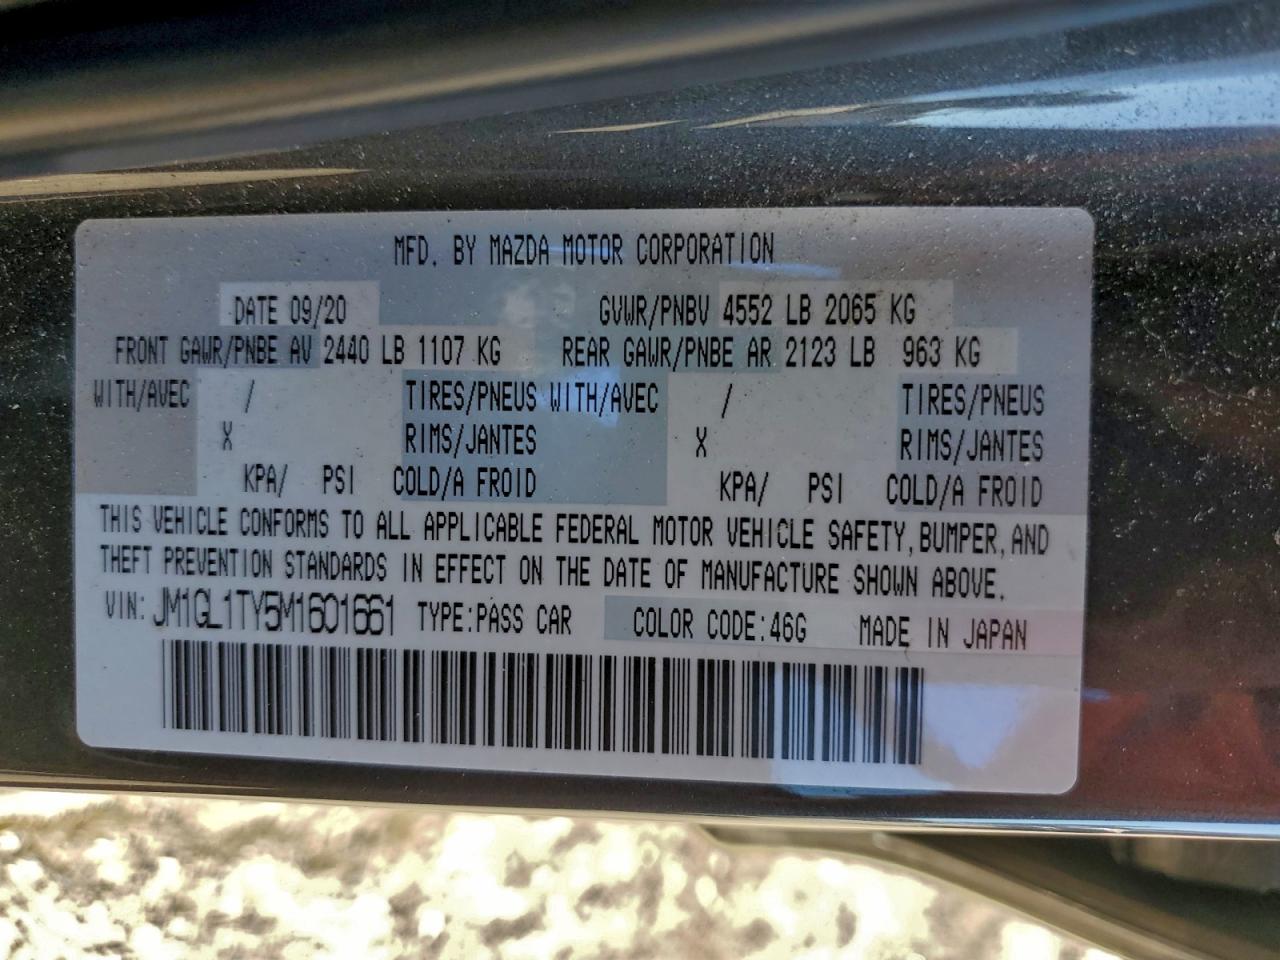 MFD. BY MAZDA MOTOR CORPORATION
DATE 09/20 GVWR/PNBV 4552 LB 2065 KG
FRONT GAWR/PNBE AV 2440 LB 1107 KG REAR GAWR/PNBE AR 2123 LB 963 KG
WITH/AVEC / TIRES/PNEUS WITH/AVEC / TIRES/PNEUS
X RIMS/JANTES X RIMS/JANTES
KPA/ PSI COLD/A FROID KPA/ PSI COLD/A FROID
THIS VEHICLE CONFORMS TO ALL APPLICABLE FEDERAL MOTOR VEHICLE SAFETY, BUMPER, AND
THEFT PREVENTION STANDARDS IN EFFECT ON THE DATE OF MANUFACTURE SHOWN ABOVE.
VIN: JM1GL1TY5M1601661 TYPE:PASS CAR COLOR CODE:46G MADE IN JAPAN